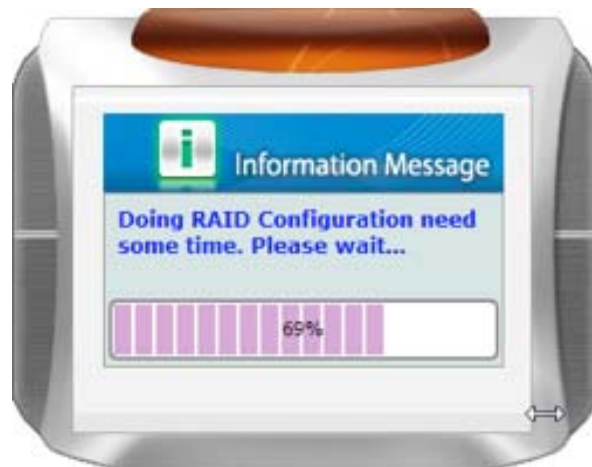 i
Information Message
Doing RAID Configuration need
some time. Please wait...
69%